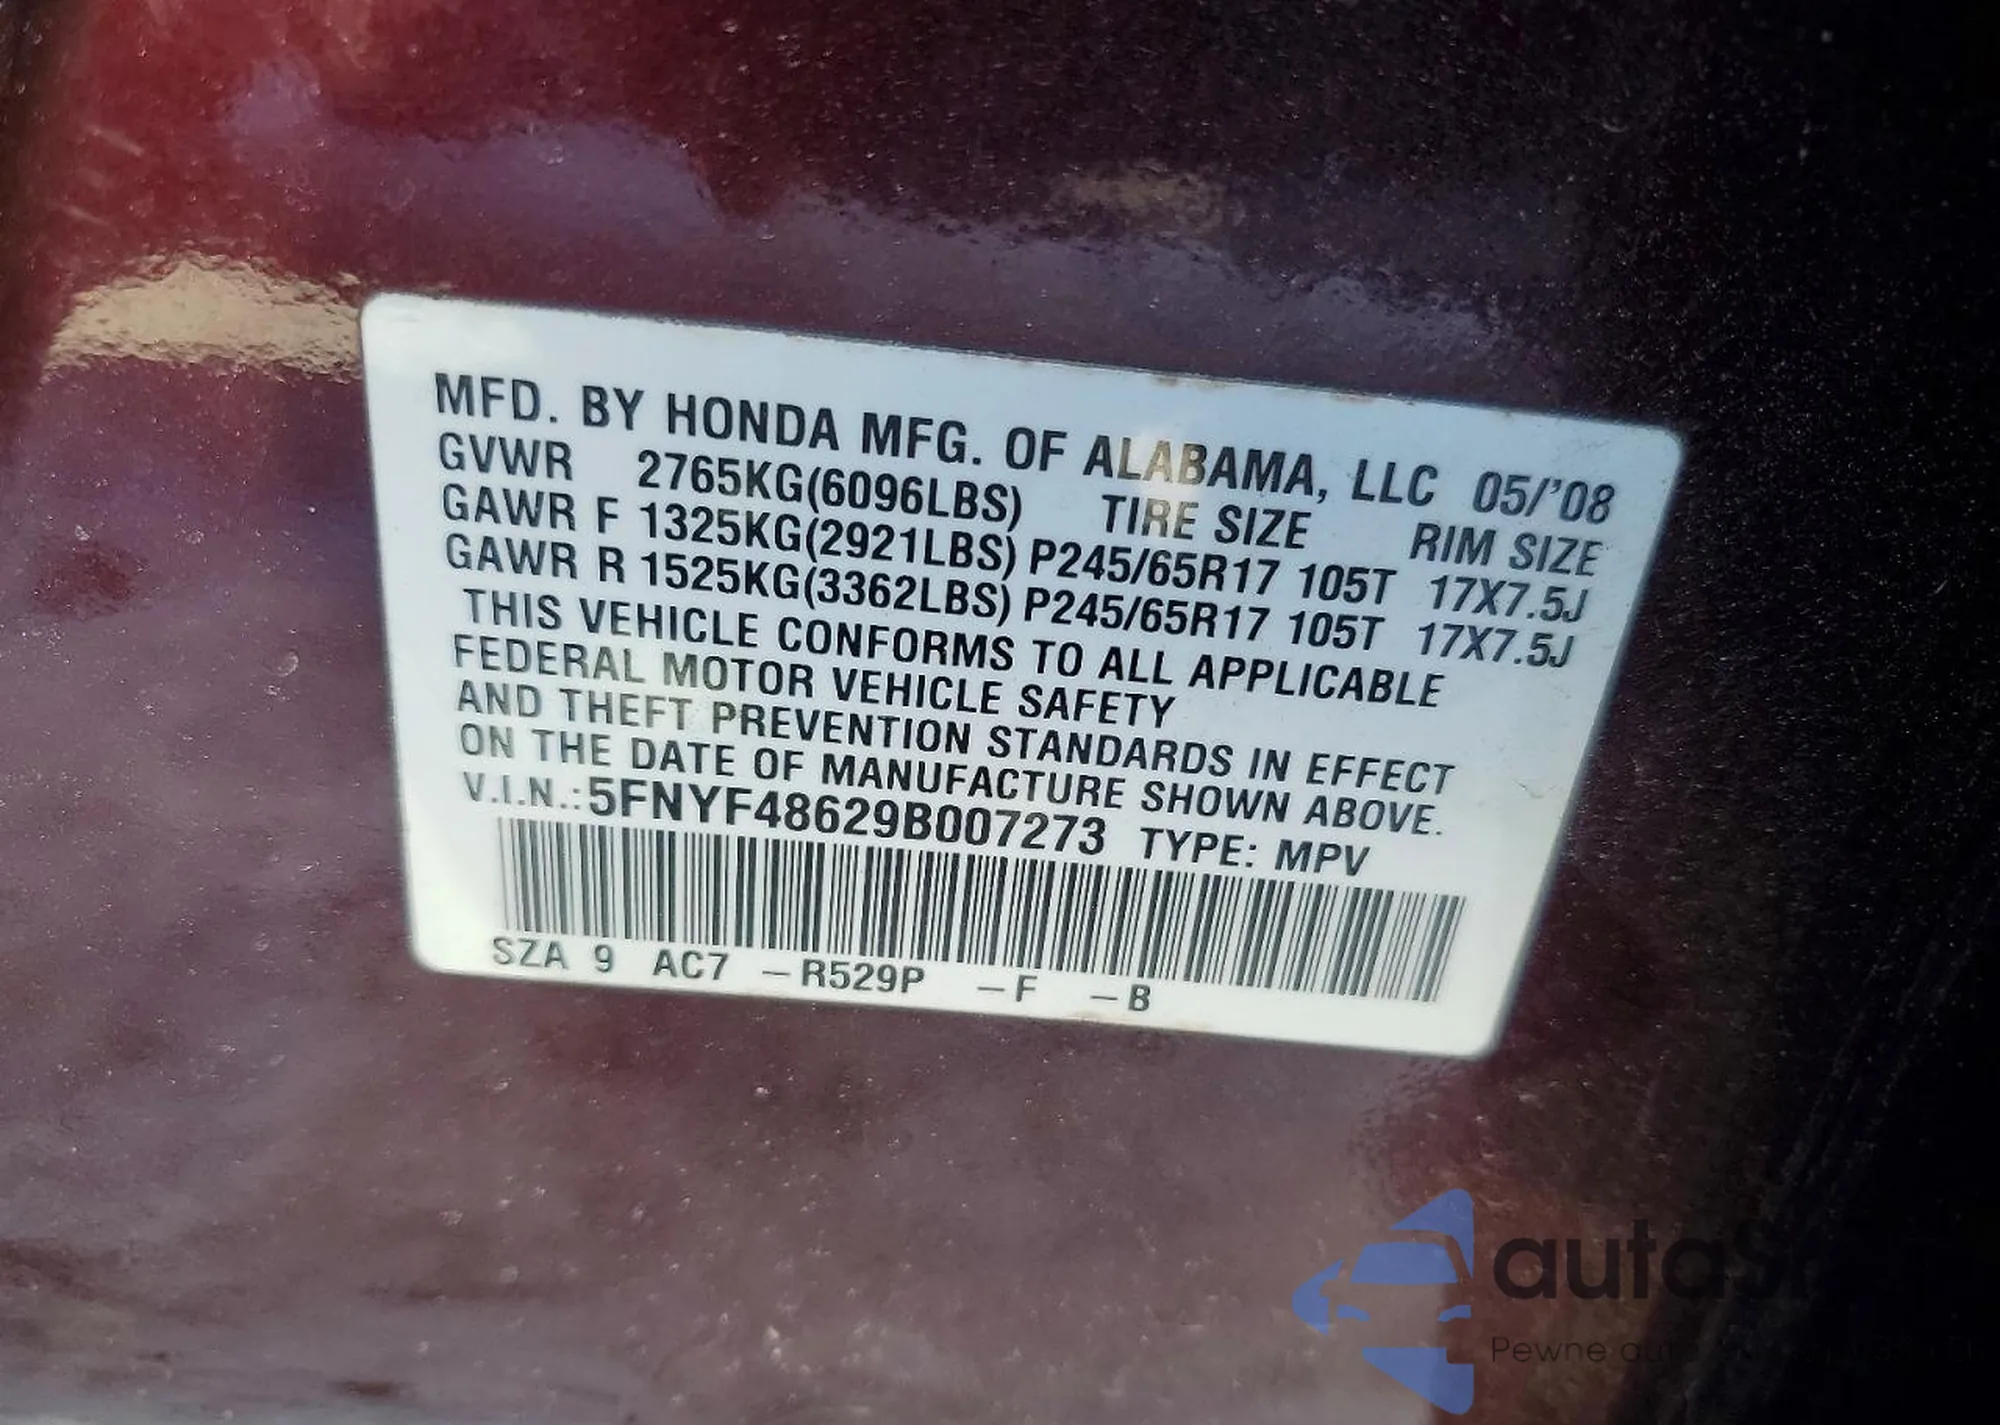 MFD. BY HONDA MFG. OF ALABAMA, LLC 05/'08
GVWR 2765KG(6096LBS) TIRE SIZE RIM SIZE
GAWR F 1325KG(2921LBS) P245/65R17 105T 17X7.5J
GAWR R 1525KG(3362LBS) P245/65R17 105T 17X7.5J
THIS VEHICLE CONFORMS TO ALL APPLICABLE
FEDERAL MOTOR VEHICLE SAFETY
AND THEFT PREVENTION STANDARDS IN EFFECT
ON THE DATE OF MANUFACTURE SHOWN ABOVE.
V.I.N.:5FNYF48629B007273 TYPE: MPV
SZA 9 AC7 –R529P –F –B
Pewne